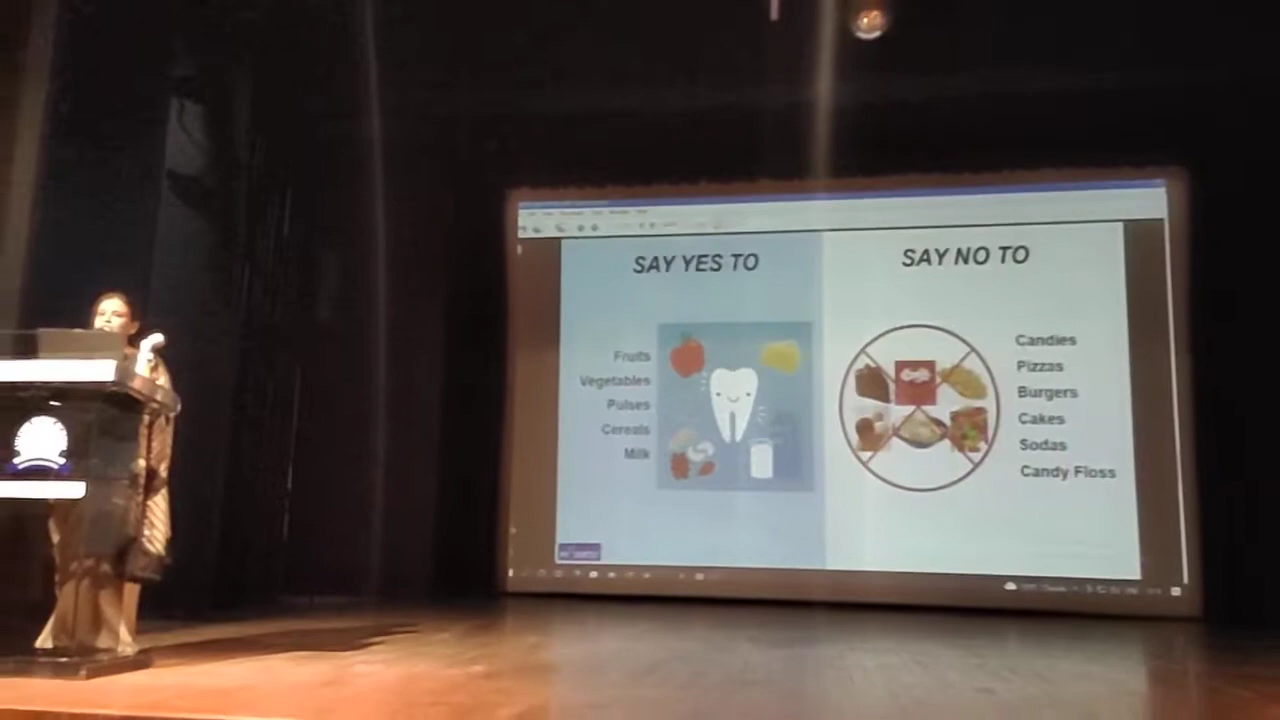 SAY YES TO
Fruits
Vegetables
Pulses
Cereals
Milk
SAY NO TO
Candies
Pizzas
Burgers
Cakes
Sodas
Candy Floss